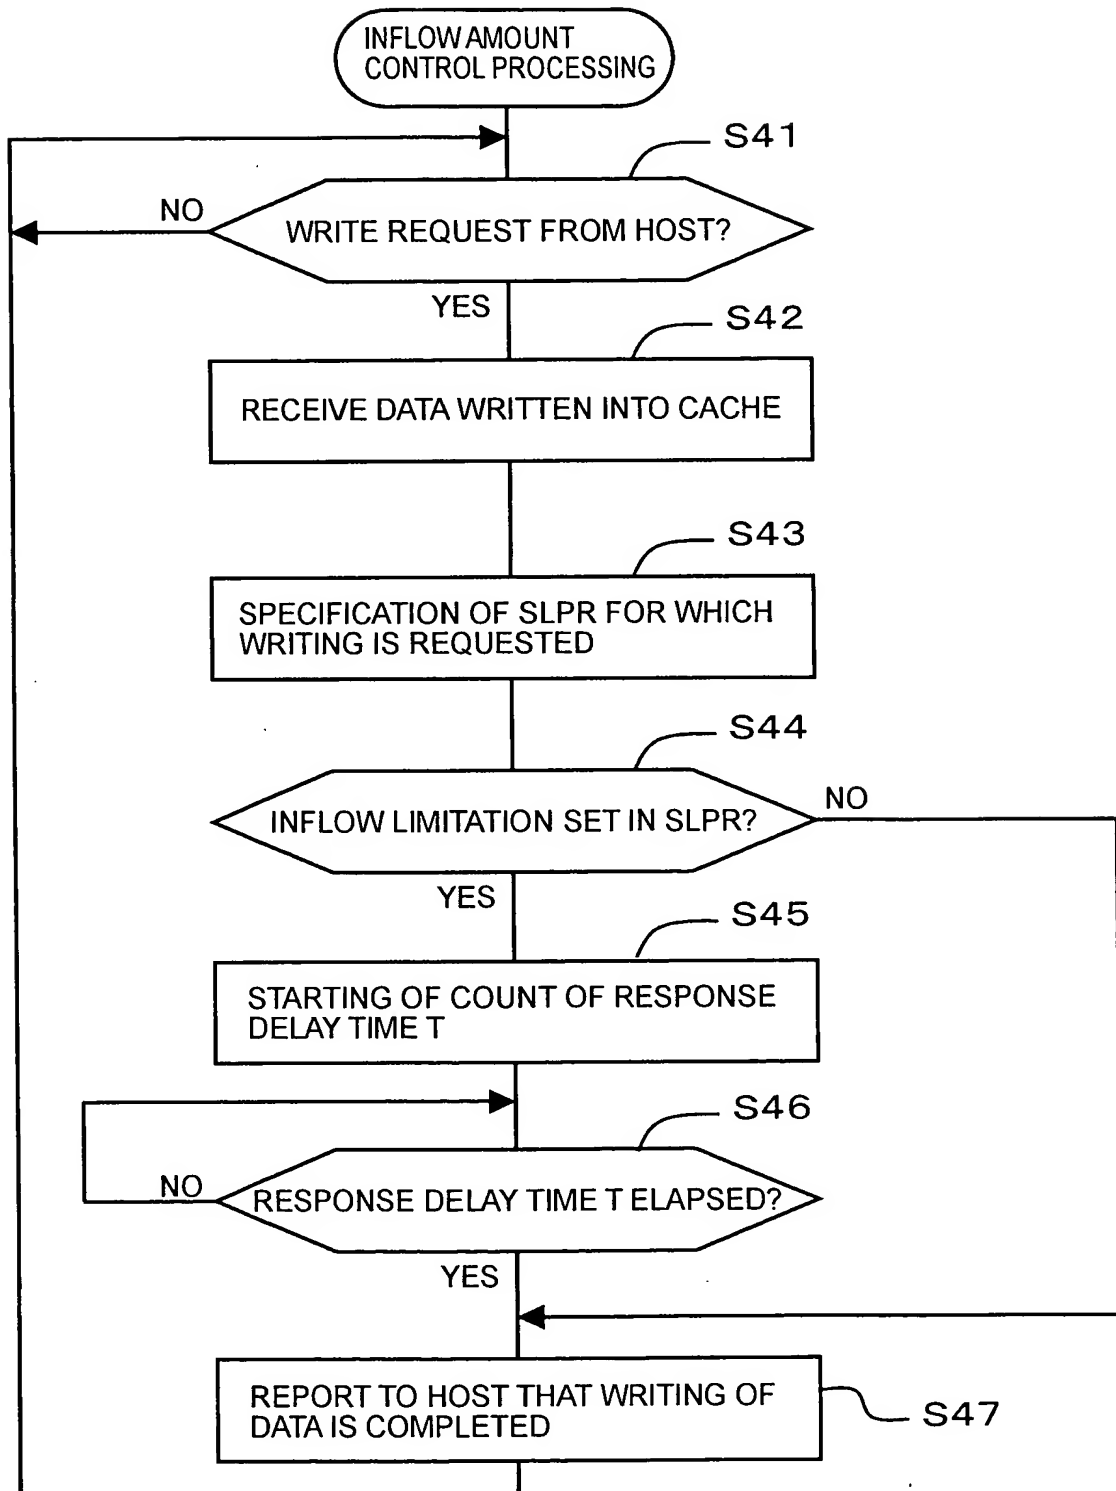 INFLOW AMOUNT
CONTROL PROCESSING
S41
NO
WRITE REQUEST FROM HOST?
YES
S42
RECEIVE DATA WRITTEN INTO CACHE
S43
SPECIFICATION OF SLPR FOR WHICH
WRITING IS REQUESTED
S44
NO
INFLOW LIMITATION SET IN SLPR?
YES
S45
STARTING OF COUNT OF RESPONSE
DELAY TIME T
S46
NO
RESPONSE DELAY TIME T ELAPSED?
YES
REPORT TO HOST THAT WRITING OF
DATA IS COMPLETED
S47